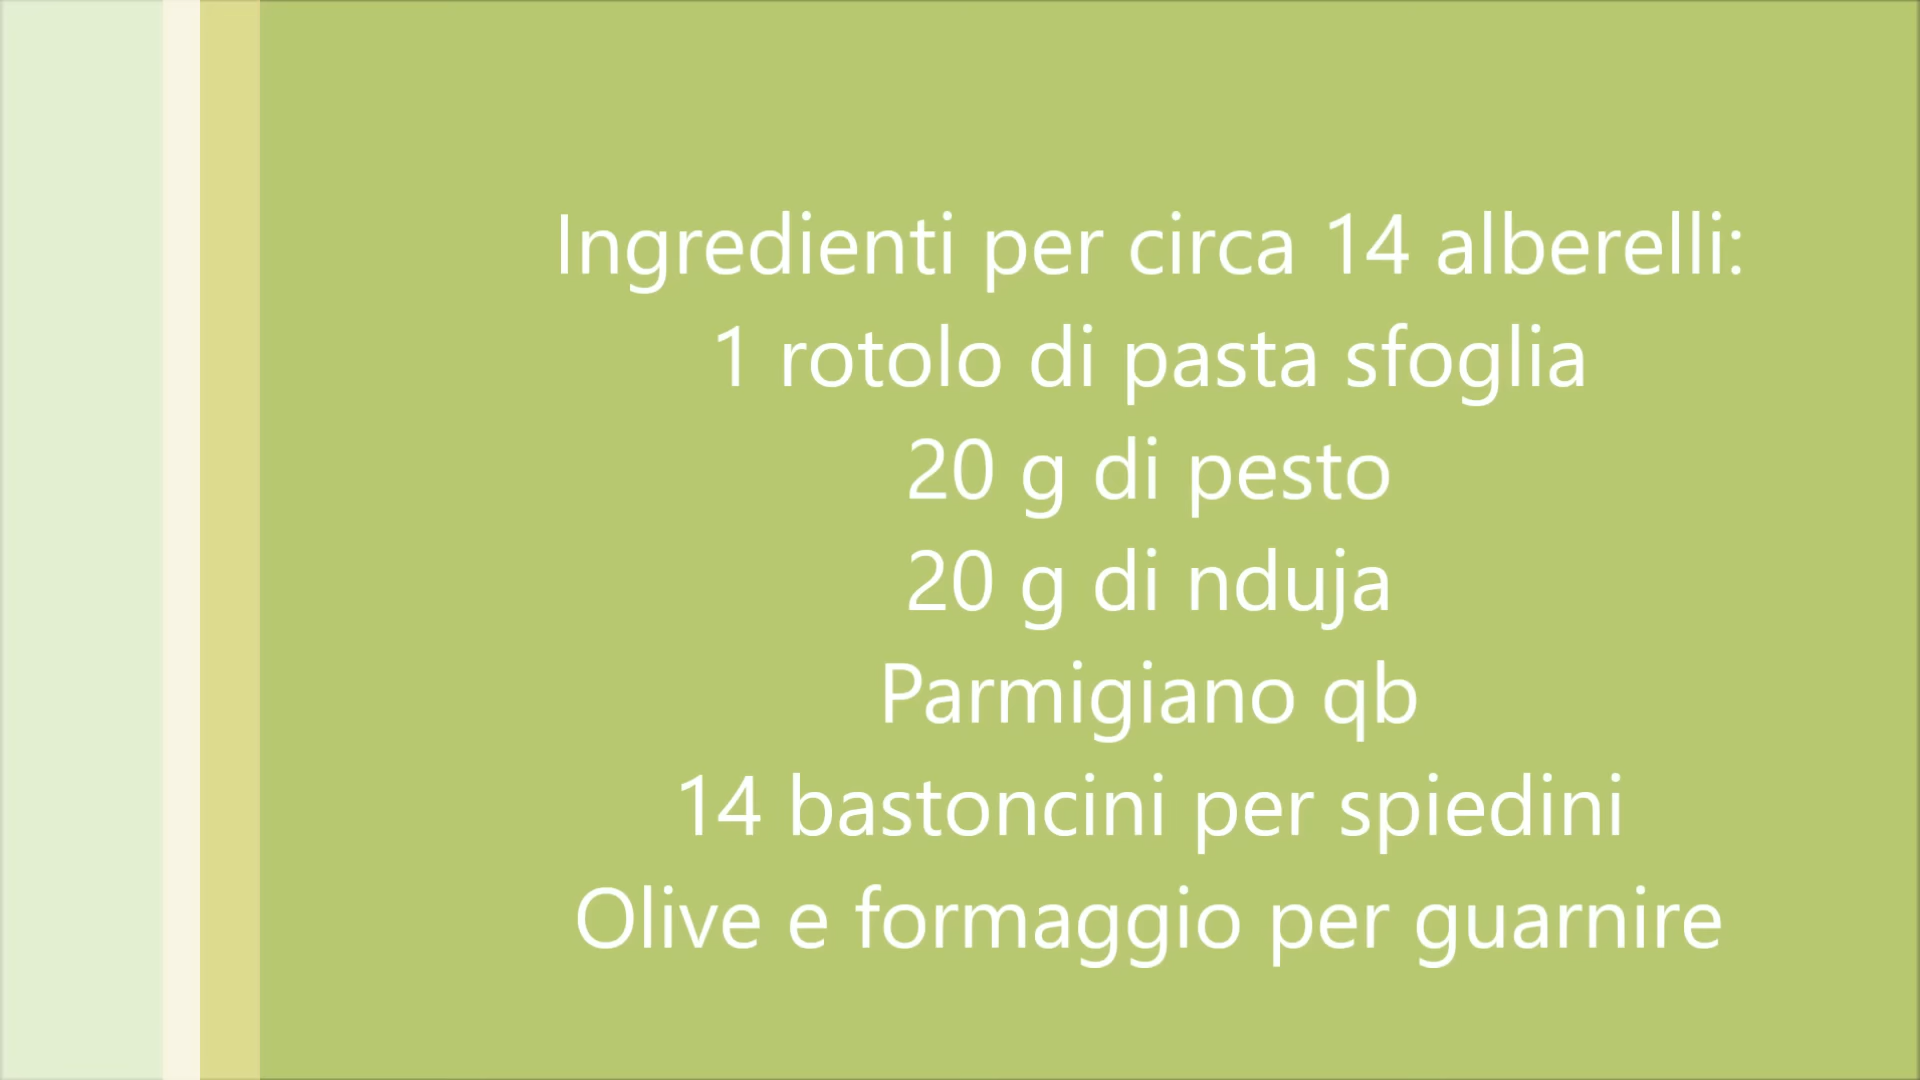 Ingredienti per circa 14 alberelli:
1 rotolo di pasta sfoglia
20 g di pesto
20 g di nduja
Parmigiano qb
14 bastoncini per spiedini
Olive e formaggio per guarnire